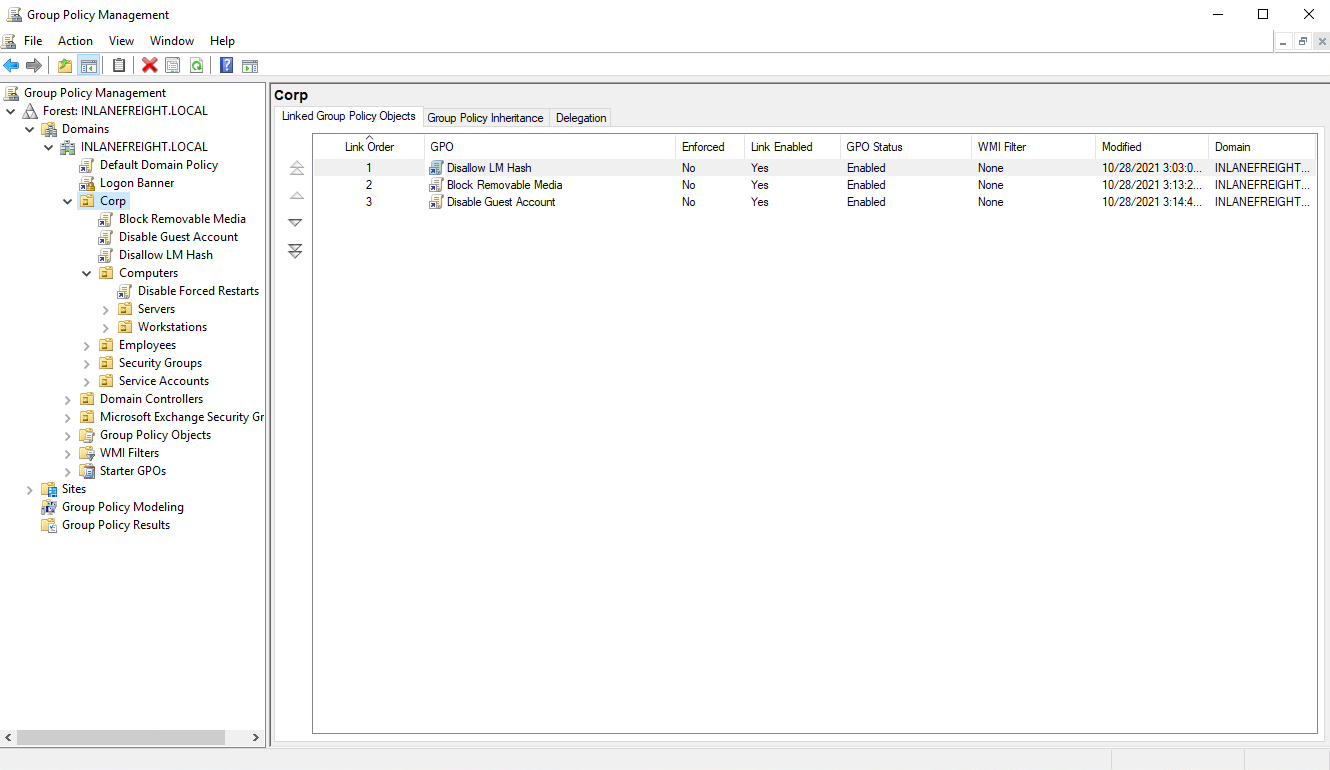 Group Policy Management
File Action View Window Help
Group Policy Management
Forest: INLANEFREIGHT.LOCAL
Domains
INLANEFREIGHT.LOCAL
Default Domain Policy
Logon Banner
Corp
Block Removable Media
Disable Guest Account
Disallow LM Hash
Computers
Disable Forced Restarts
Servers
Workstations
Employees
Security Groups
Service Accounts
Domain Controllers
Microsoft Exchange Security Gr
Group Policy Objects
WMI Filters
Starter GPOs
Sites
Group Policy Modeling
Group Policy Results
Corp
Linked Group Policy Objects Group Policy Inheritance Delegation
Link Order GPO Enforced Link Enabled GPO Status WMI Filter Modified Domain
1 Disallow LM Hash No Yes Enabled None 10/28/2021 3:03:0... INLANEFREIGHT...
2 Block Removable Media No Yes Enabled None 10/28/2021 3:13:2... INLANEFREIGHT...
3 Disable Guest Account No Yes Enabled None 10/28/2021 3:14:4... INLANEFREIGHT...